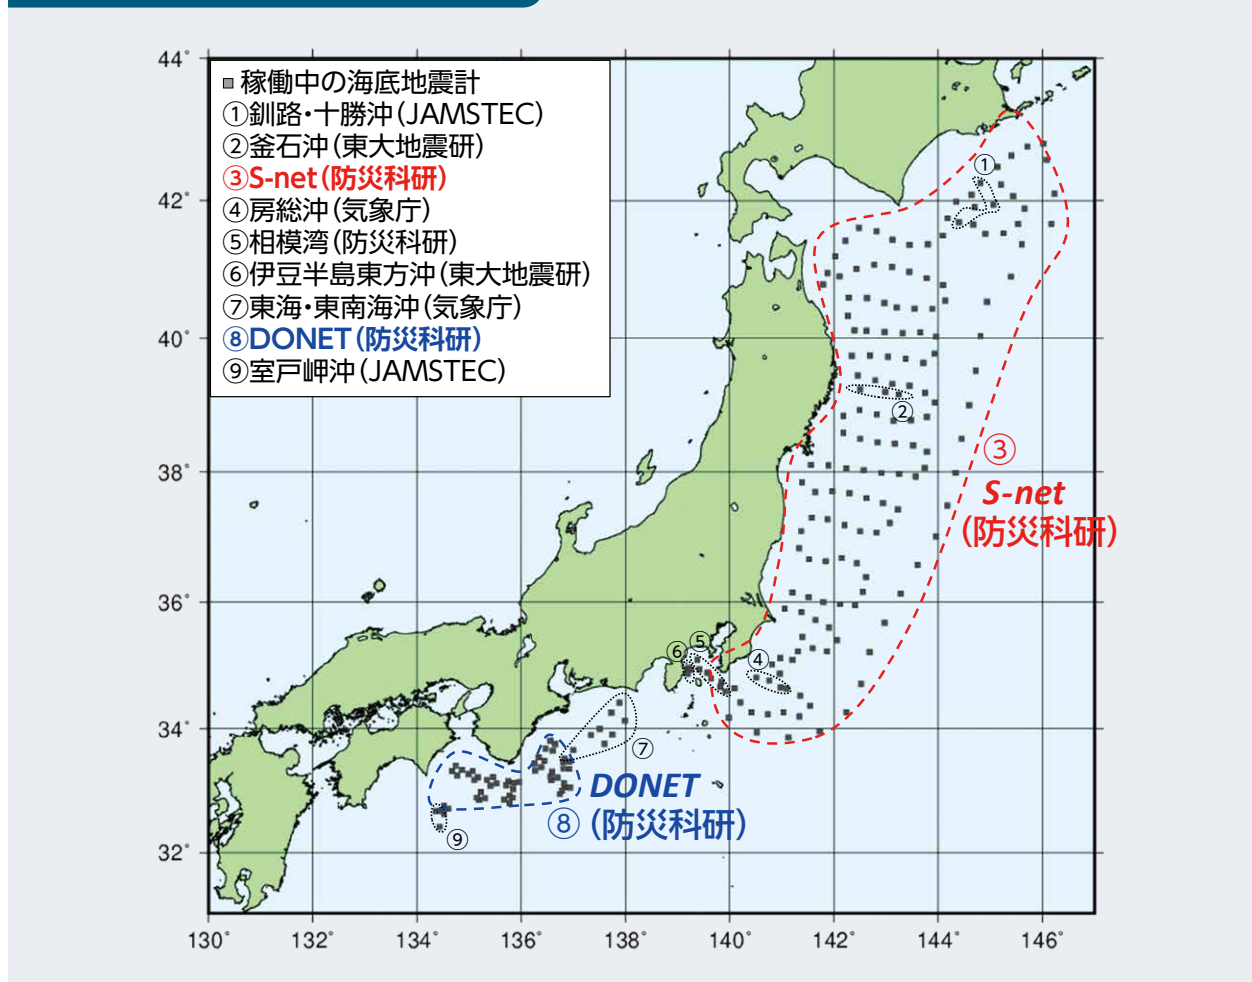 44°
42°
40°
38°
36°
34°
32°
■ 稼働中の海底地震計
①釧路・十勝沖(JAMSTEC)
②釜石沖(東大地震研)
③S-net(防災科研)
④房総沖(気象庁)
⑤相模湾(防災科研)
⑥伊豆半島東方沖(東大地震研)
⑦東海・東南海沖(気象庁)
⑧DONET(防災科研)
⑨室戸岬沖(JAMSTEC)
①
②
③
S-net
(防災科研)
⑤
⑥
④
⑦
DONET
⑧(防災科研)
⑨
130° 132° 134° 136° 138° 140° 142° 144° 146°